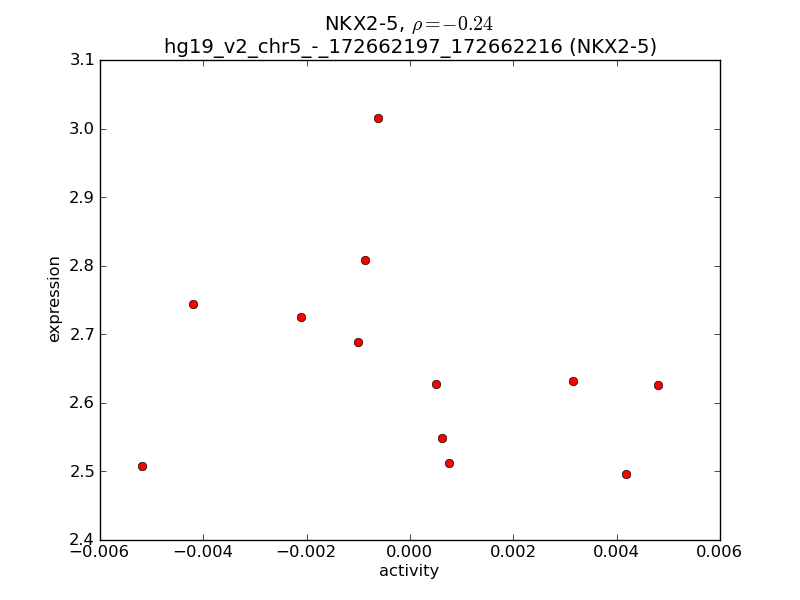 NKX2-5, ρ=−0.24
hg19_v2_chr5_-_172662197_172662216 (NKX2-5)
3.1
3.0
2.9
2.8
2.7
2.6
2.5
2.4
expression
−0.006 −0.004 −0.002 0.000 0.002 0.004 0.006
activity